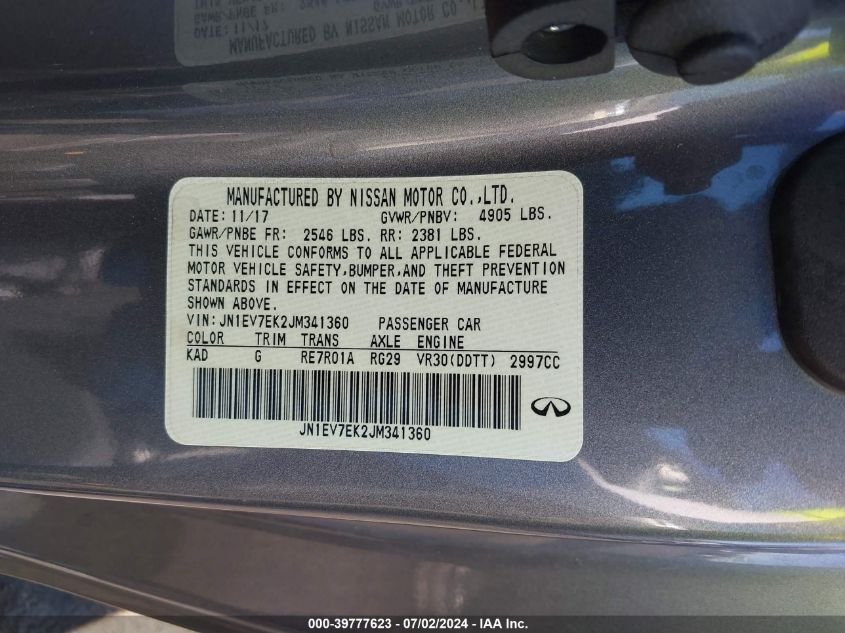 MANUFACTURED BY NISSAN MOTOR CO.,LTD.
DATE: 11/17 GVWR/PNBV: 4905 LBS.
GAWR/PNBE FR: 2546 LBS. RR: 2381 LBS.
THIS VEHICLE CONFORMS TO ALL APPLICABLE FEDERAL
MOTOR VEHICLE SAFETY,BUMPER,AND THEFT PREVENTION
STANDARDS IN EFFECT ON THE DATE OF MANUFACTURE
SHOWN ABOVE.
VIN: JN1EV7EK2JM341360 PASSENGER CAR
COLOR TRIM TRANS AXLE ENGINE
KAD G RE7R01A RG29 VR30(DDTT) 2997CC
JN1EV7EK2JM341360
000-39777623 - 07/02/2024 - IAA, Inc.